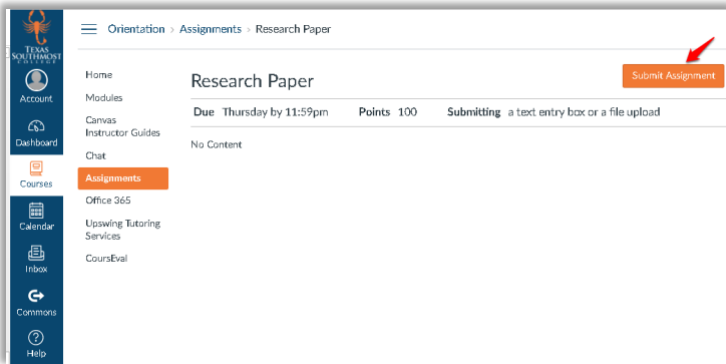 TEXAS
SOUTHMOST
COLLEGE
Account
Dashboard
Courses
Calendar
Inbox
Commons
Help
Orientation > Assignments > Research Paper
Home
Modules
Canvas
Instructor Guides
Chat
Assignments
Office 365
Upswing Tutoring
Services
CoursEval
Research Paper
Submit Assignment
Due Thursday by 11:59pm Points 100 Submitting a text entry box or a file upload
No Content